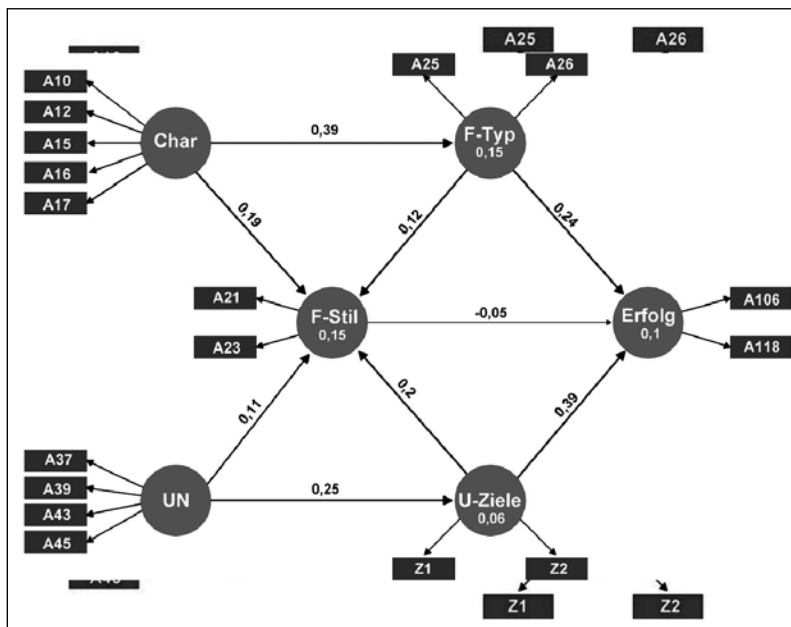 A25
A26
A25
A26
A10
A12
A15
A16
A17
Char
0,39
F-Typ
0,15
0,19
0,12
0,24
A21
A23
F-Stil
0,15
-0,05
Erfolg
0,1
A106
A118
0,11
0,2
0,39
A37
A39
A43
A45
UN
0,25
U-Ziele
0,06
Z1
Z2
Z1
Z2